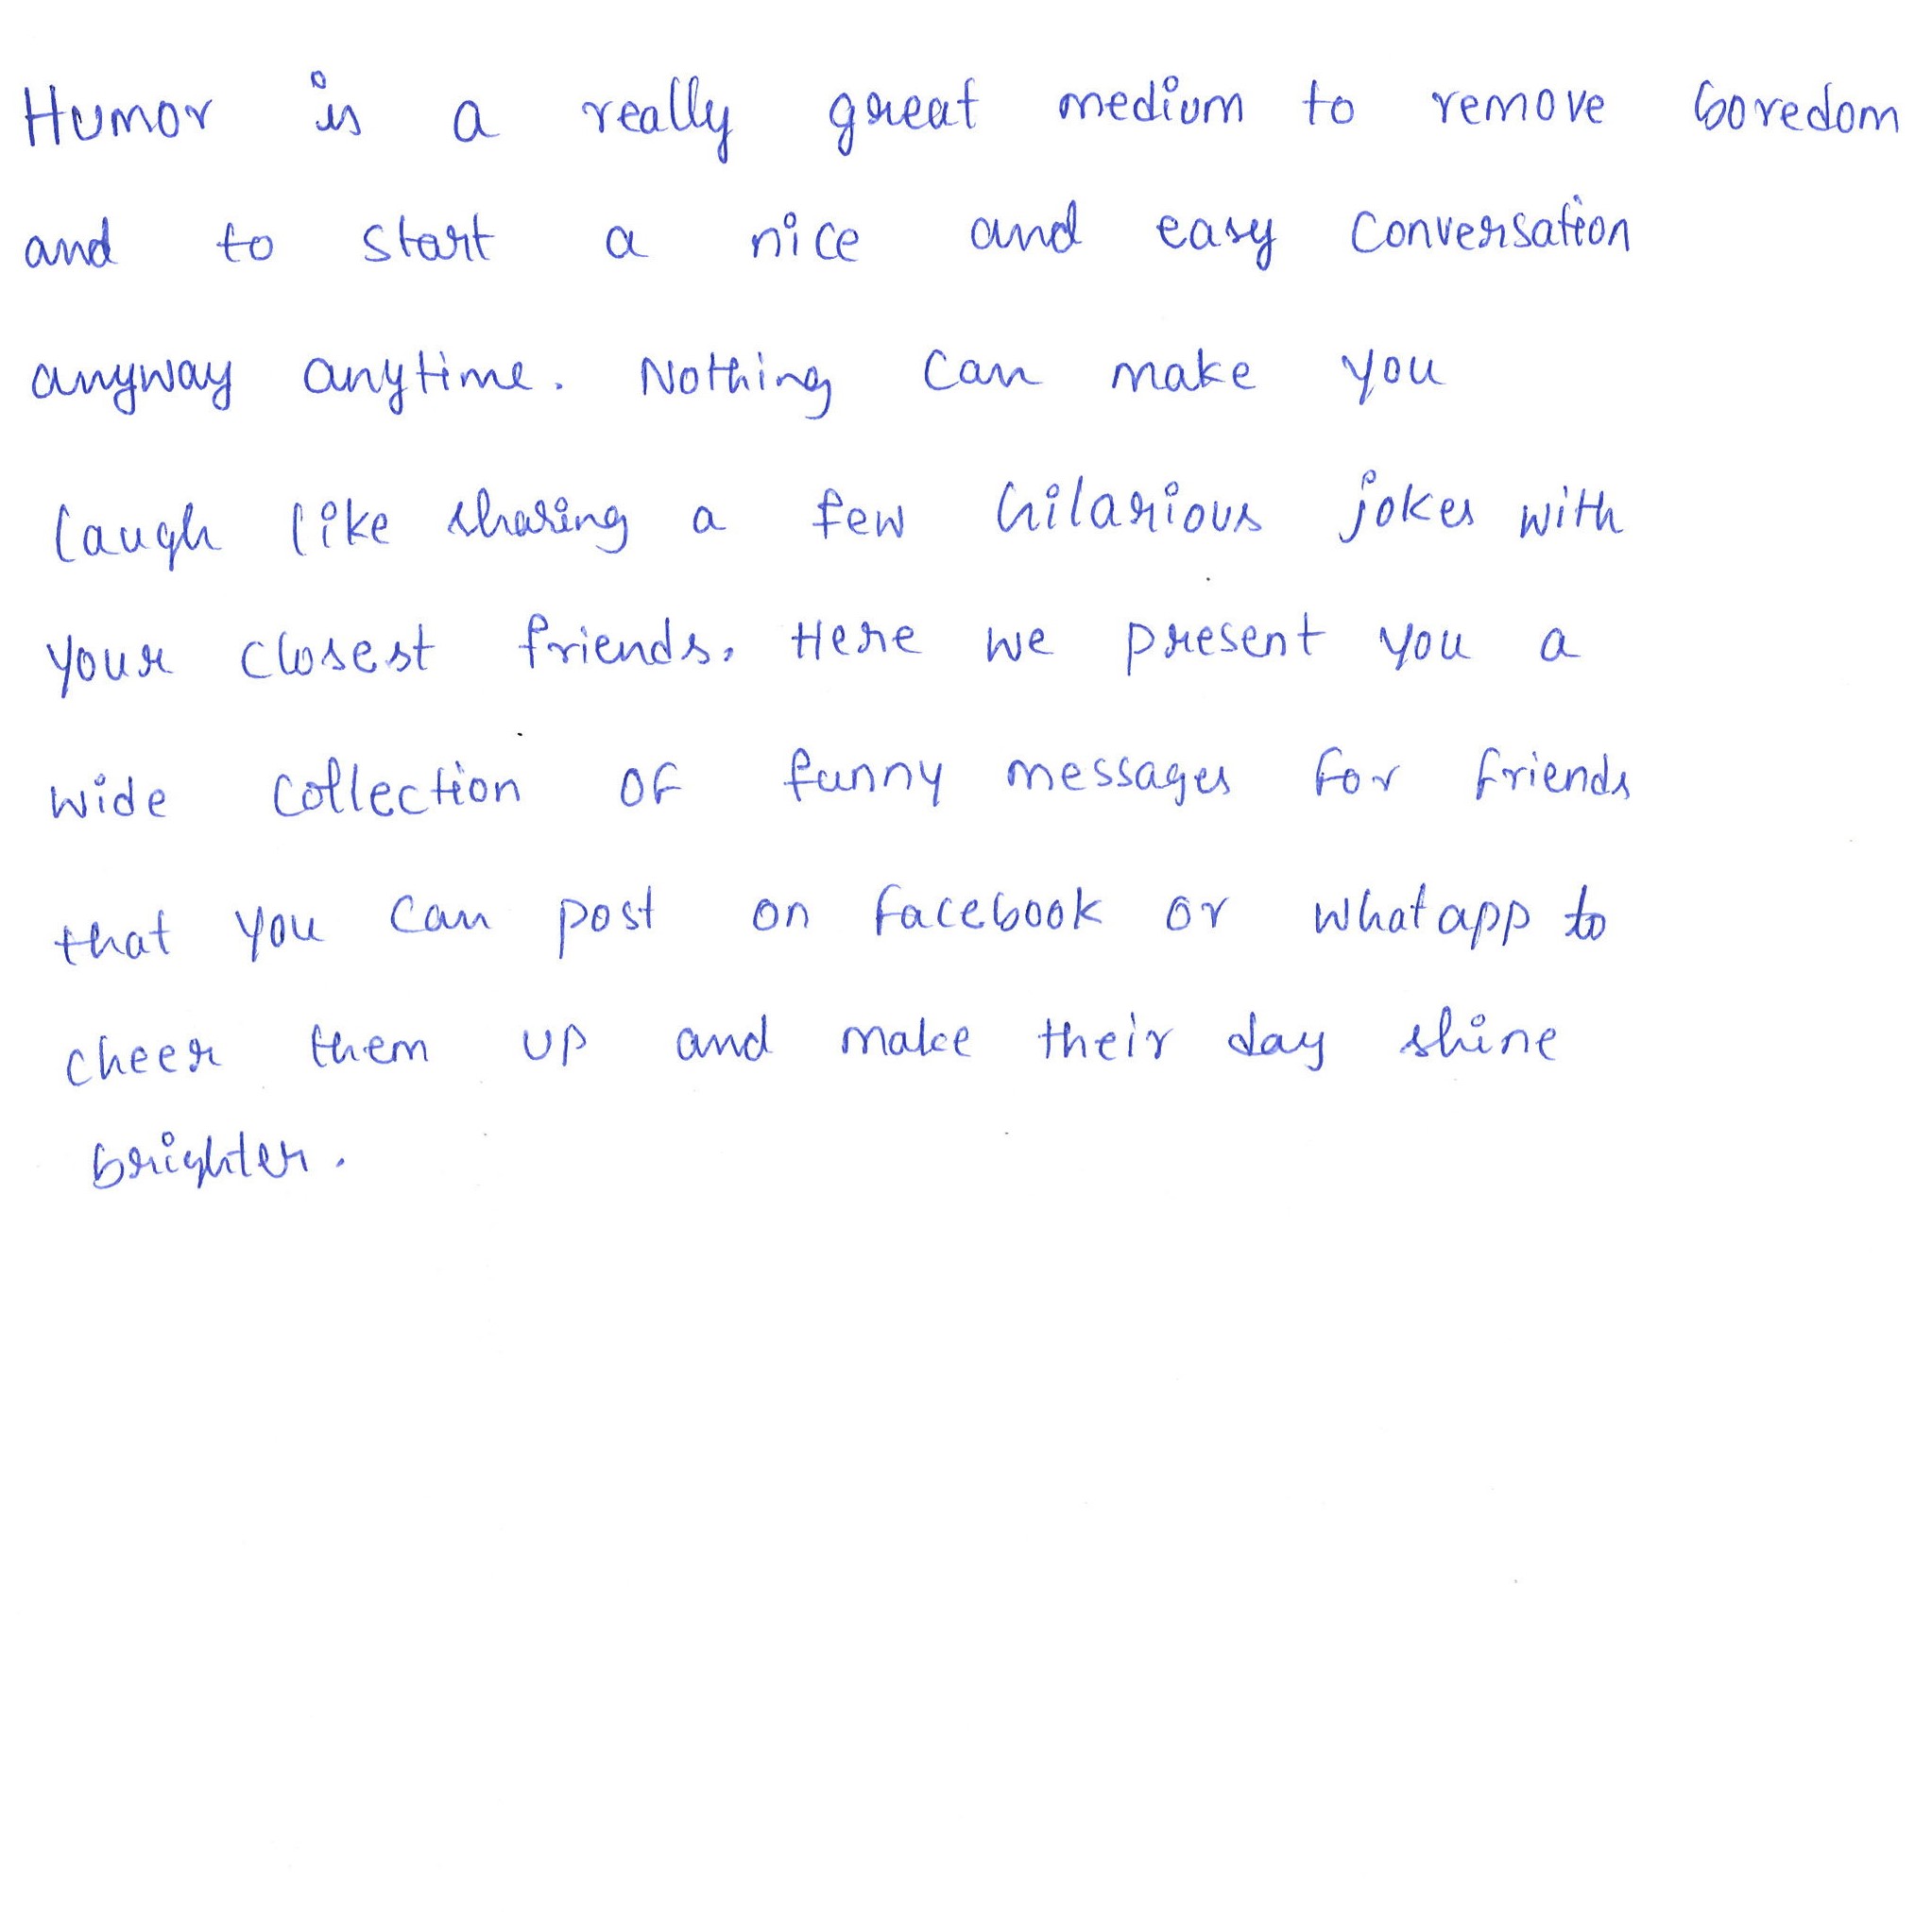 Humor is a really great medium to remove boredom
and to start a nice and easy conversation
anyway anytime. Nothing can make you
laugh like sharing a few hilarious jokes with
your closest friends. Here we present you a
wide collection of funny messages for friends
that you can post on facebook or whatapp to
cheer them up and make their day shine
brighter.